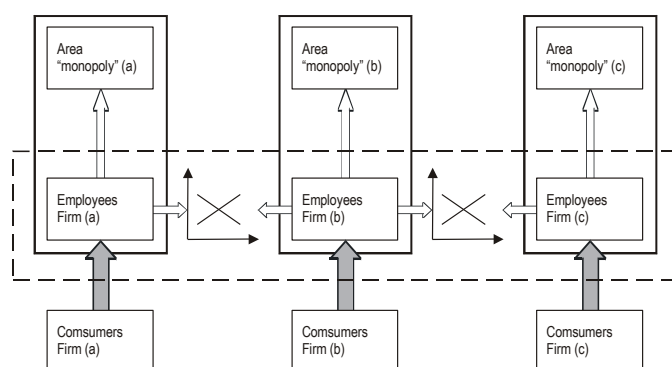 Area
“monopoly” (a)
Area
“monopoly” (b)
Area
“monopoly” (c)
Employees
Firm (a)
Employees
Firm (b)
Employees
Firm (c)
Comsumers
Firm (a)
Comsumers
Firm (b)
Comsumers
Firm (c)